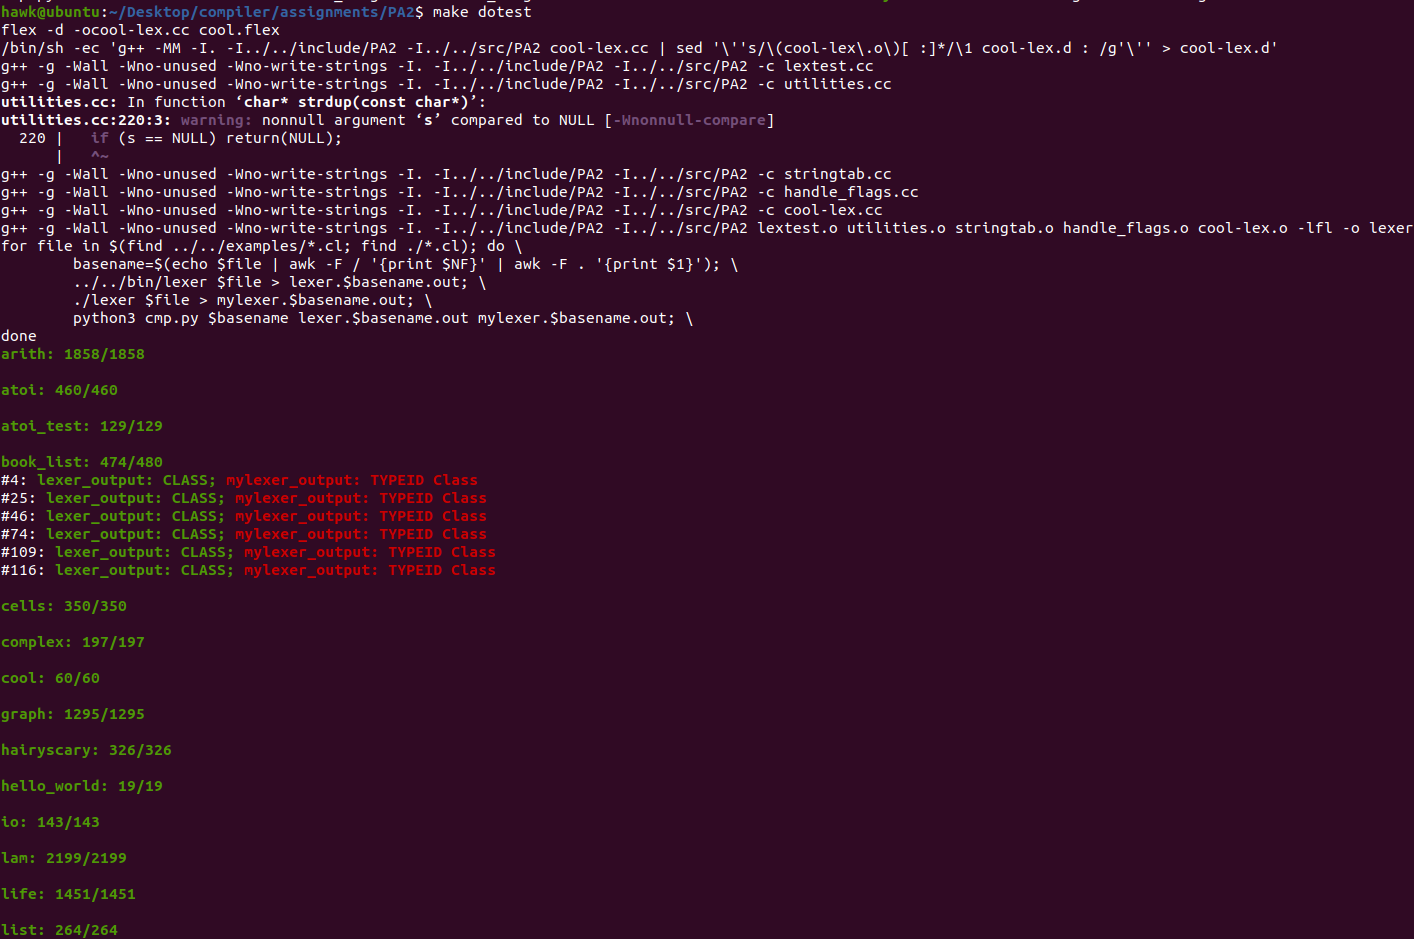 hawk@ubuntu:~/Desktop/compiler/assignments/PA2$ make dotest
flex -d -ocool-lex.cc cool.flex
/bin/sh -ec 'g++ -MM -I. -I../../include/PA2 -I../../src/PA2 cool-lex.cc | sed '\''s/\(cool-lex\.o\)[ :]*/\1 cool-lex.d : /g'\'' > cool-lex.d'
g++ -g -Wall -Wno-unused -Wno-write-strings -I. -I../../include/PA2 -I../../src/PA2 -c lextest.cc
g++ -g -Wall -Wno-unused -Wno-write-strings -I. -I../../include/PA2 -I../../src/PA2 -c utilities.cc
utilities.cc: In function ‘char* strdup(const char*)’:
utilities.cc:220:3: warning: nonnull argument ‘s’ compared to NULL [-Wnonnull-compare]
  220 |   if (s == NULL) return(NULL);
      |   ^~
g++ -g -Wall -Wno-unused -Wno-write-strings -I. -I../../include/PA2 -I../../src/PA2 -c stringtab.cc
g++ -g -Wall -Wno-unused -Wno-write-strings -I. -I../../include/PA2 -I../../src/PA2 -c handle_flags.cc
g++ -g -Wall -Wno-unused -Wno-write-strings -I. -I../../include/PA2 -I../../src/PA2 -c cool-lex.cc
g++ -g -Wall -Wno-unused -Wno-write-strings -I. -I../../include/PA2 -I../../src/PA2 lextest.o utilities.o stringtab.o handle_flags.o cool-lex.o -lfl -o lexer
for file in $(find ../../examples/*.cl; find ./*.cl); do \
        basename=$(echo $file | awk -F / '{print $NF}' | awk -F . '{print $1}'); \
        ../../bin/lexer $file > lexer.$basename.out; \
        ./lexer $file > mylexer.$basename.out; \
        python3 cmp.py $basename lexer.$basename.out mylexer.$basename.out; \
done
arith: 1858/1858
atoi: 460/460
atoi_test: 129/129
book_list: 474/480
#4: lexer_output: CLASS; mylexer_output: TYPEID Class
#25: lexer_output: CLASS; mylexer_output: TYPEID Class
#46: lexer_output: CLASS; mylexer_output: TYPEID Class
#74: lexer_output: CLASS; mylexer_output: TYPEID Class
#109: lexer_output: CLASS; mylexer_output: TYPEID Class
#116: lexer_output: CLASS; mylexer_output: TYPEID Class
cells: 350/350
complex: 197/197
cool: 60/60
graph: 1295/1295
hairyscary: 326/326
hello_world: 19/19
io: 143/143
lam: 2199/2199
life: 1451/1451
list: 264/264